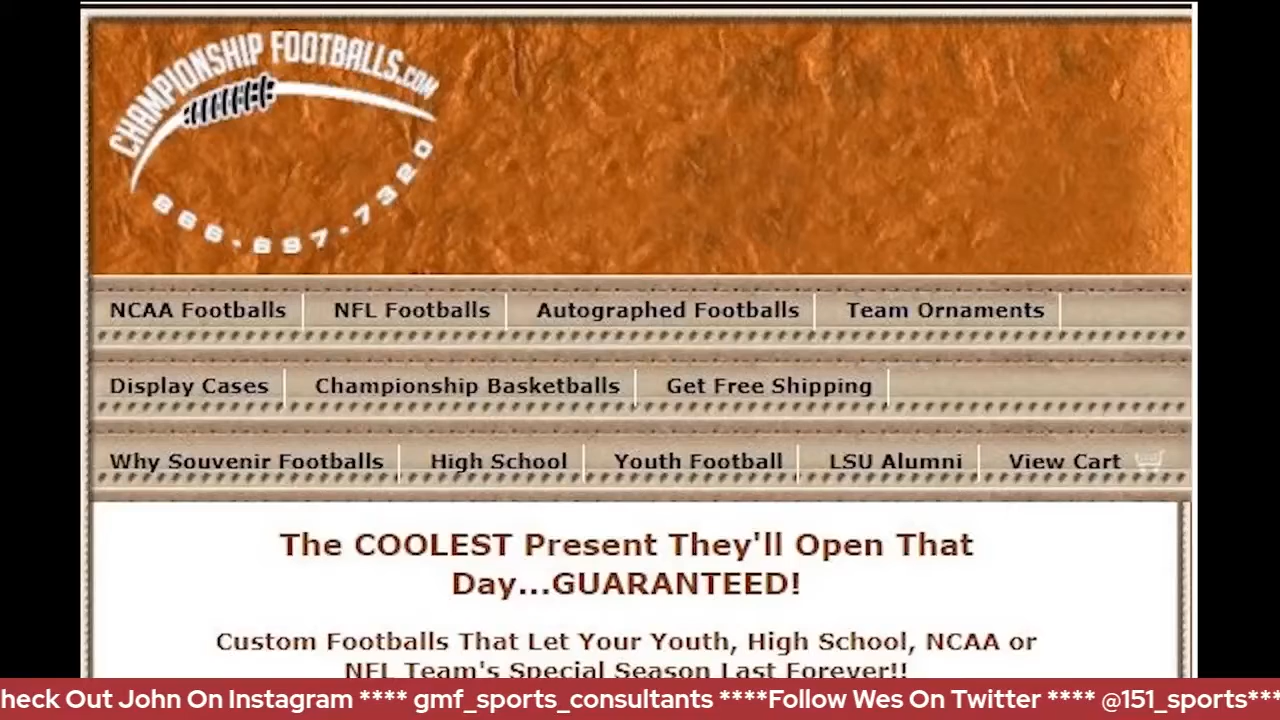 CHAMPIONSHIP FOOTBALLS.COM
866-697-7320
NCAA Footballs NFL Footballs Autographed Footballs Team Ornaments
Display Cases Championship Basketballs Get Free Shipping
Why Souvenir Footballs High School Youth Football LSU Alumni View Cart
The COOLEST Present They'll Open That
Day...GUARANTEED!
Custom Footballs That Let Your Youth, High School, NCAA or
NFL Team's Special Season Last Forever!!
heck Out John On Instagram **** gmf_sports_consultants ****Follow Wes On Twitter **** @151_sports***